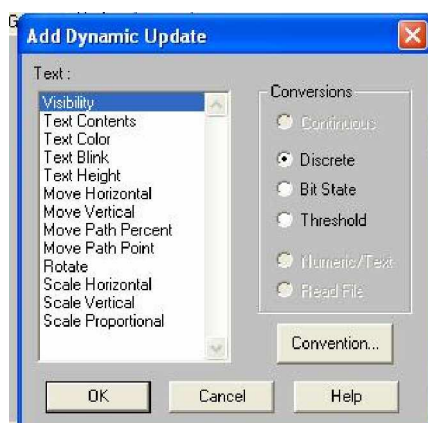 Add Dynamic Update
Text :
Visibility
Text Contents
Text Color
Text Blink
Text Height
Move Horizontal
Move Vertical
Move Path Percent
Move Path Point
Rotate
Scale Horizontal
Scale Vertical
Scale Proportional
Conversions
Continuous
Discrete
Bit State
Threshold
Numeric/Text
Read File
Convention...
OK
Cancel
Help